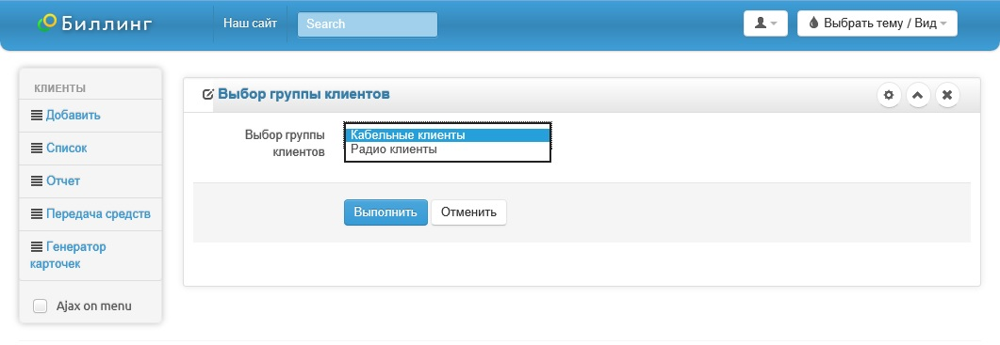 Биллинг
Наш сайт
Search
Выбрать тему / Вид
КЛИЕНТЫ
Добавить
Список
Отчет
Передача средств
Генератор
карточек
Ajax on menu
Выбор группы клиентов
Выбор группы
клиентов
Кабельные клиенты
Радио клиенты
Выполнить
Отменить